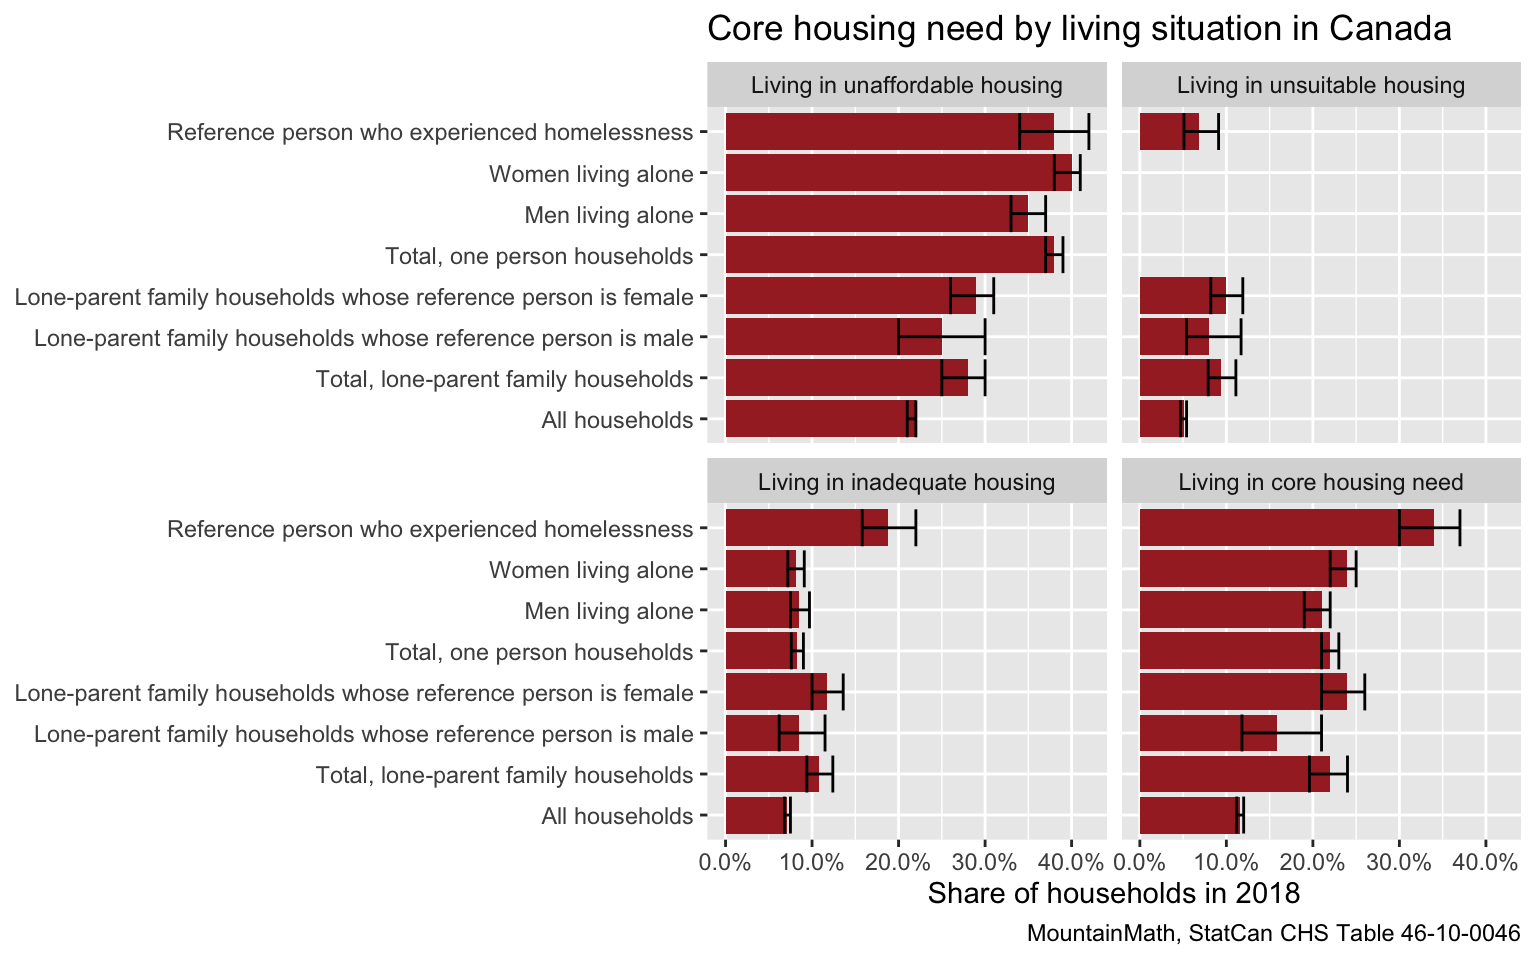 Core housing need by living situation in Canada
Living in unaffordable housing
Living in unsuitable housing
Reference person who experienced homelessness
Women living alone
Men living alone
Total, one person households
Lone-parent family households whose reference person is female
Lone-parent family households whose reference person is male
Total, lone-parent family households
All households
Living in inadequate housing
Living in core housing need
Reference person who experienced homelessness
Women living alone
Men living alone
Total, one person households
Lone-parent family households whose reference person is female
Lone-parent family households whose reference person is male
Total, lone-parent family households
All households
0.0% 10.0% 20.0% 30.0% 40.0%
0.0% 10.0% 20.0% 30.0% 40.0%
Share of households in 2018
MountainMath, StatCan CHS Table 46-10-0046